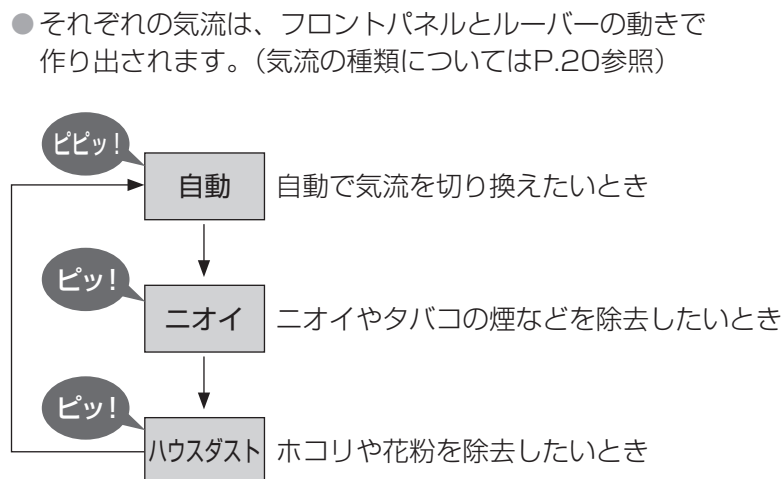 ●それぞれの気流は、フロントパネルとルーバーの動きで
作り出されます。（気流の種類についてはP.20参照）
ピピッ！
自動　自動で気流を切り換えたいとき
ピッ！
ニオイ　ニオイやタバコの煙などを除去したいとき
ピッ！
ハウスダスト　ホコリや花粉を除去したいとき